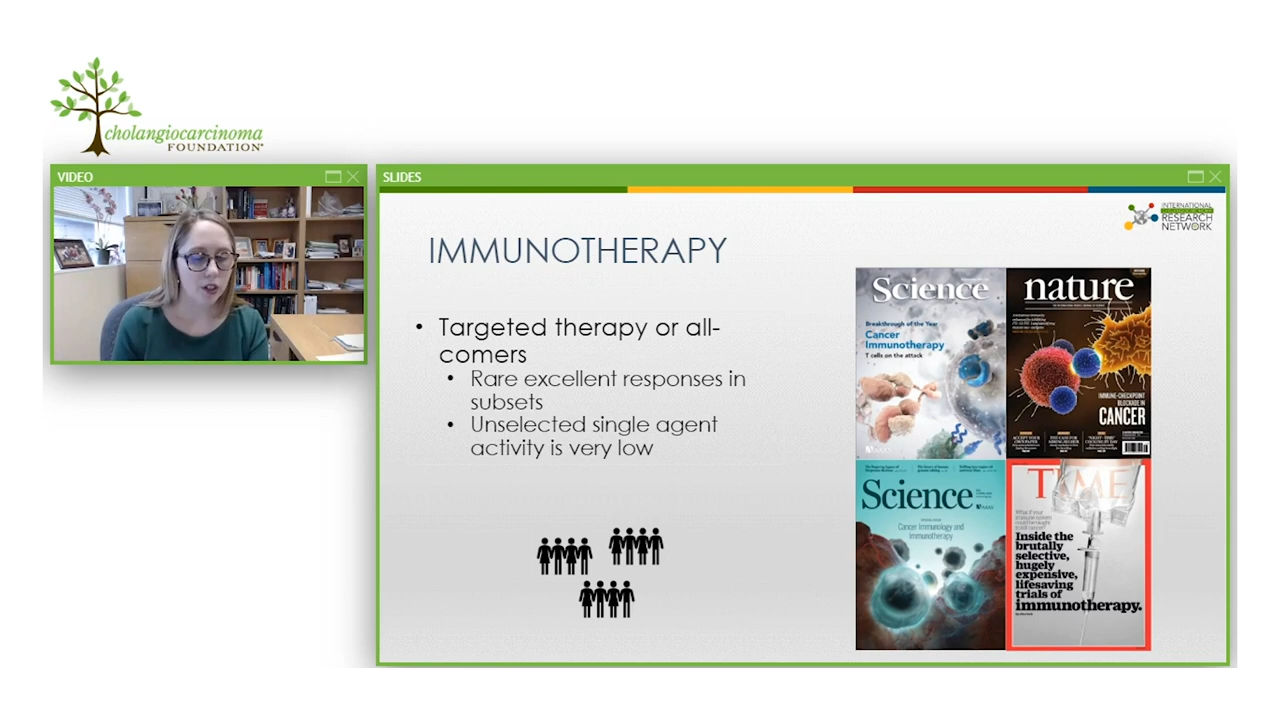 cholangiocarcinoma
FOUNDATION
VIDEO
SLIDES
INTERNATIONAL
RESEARCH
NETWORK
IMMUNOTHERAPY
• Targeted therapy or all-
comers
• Rare excellent responses in
subsets
• Unselected single agent
activity is very low
Science
Breakthrough of the Year
Cancer
Immunotherapy
T cells on the attack
nature
IMMUNE-CHECKPOINT
BLOCKADE IN
CANCER
Science
Cancer Immunology and
Immunotherapy
TIME
Inside the
brutally
selective,
hugely
expensive,
lifesaving
trials of
immunotherapy.